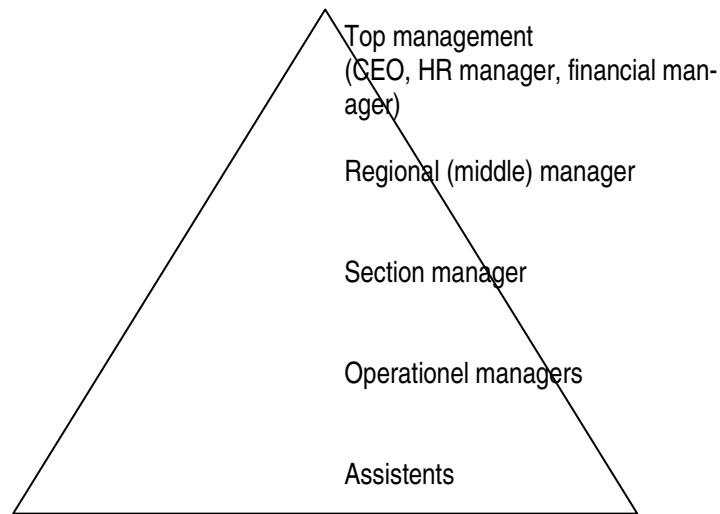 Top management
(CEO, HR manager, financial man-
ager)
Regional (middle) manager
Section manager
Operationel managers
Assistents